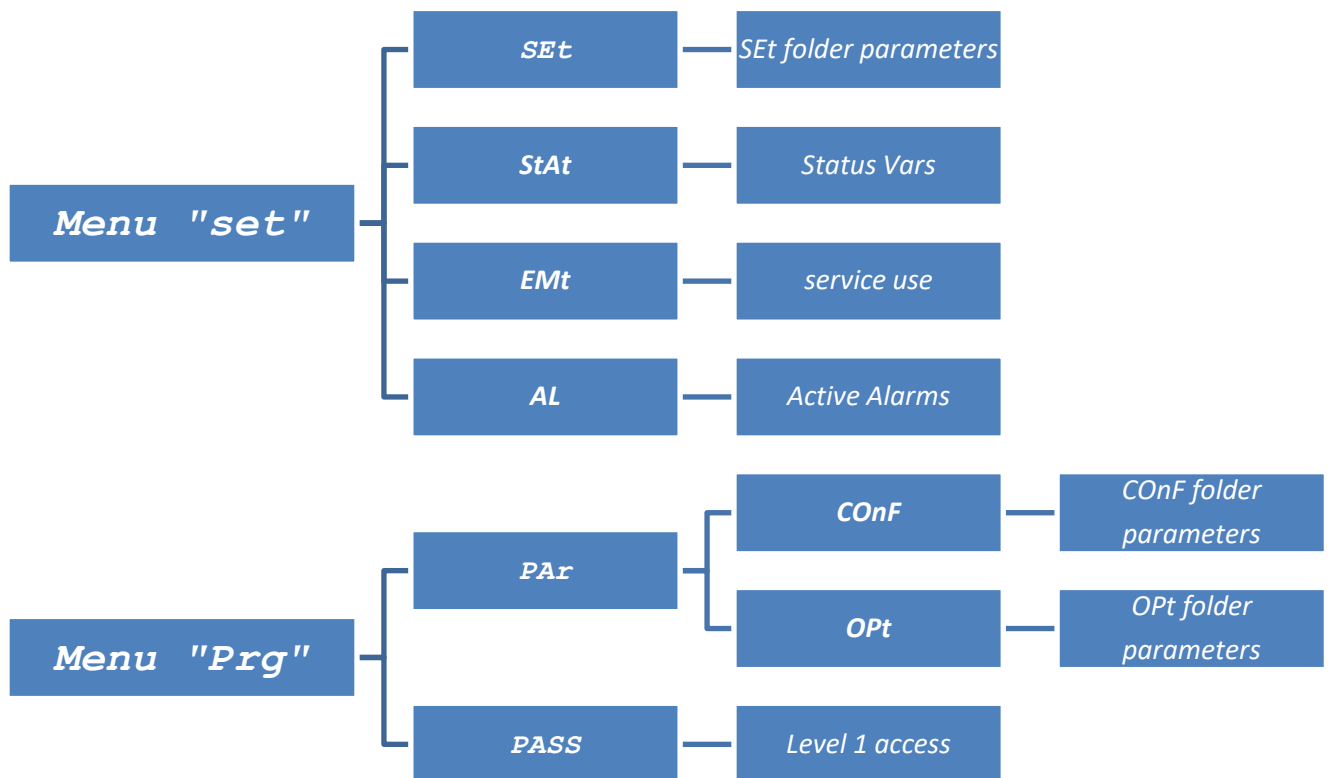 SEt
SEt folder parameters
StAt
Status Vars
Menu "set"
EMt
service use
AL
Active Alarms
COnF
COnF folder
parameters
PAr
OPt
OPt folder
parameters
Menu "Prg"
PASS
Level 1 access